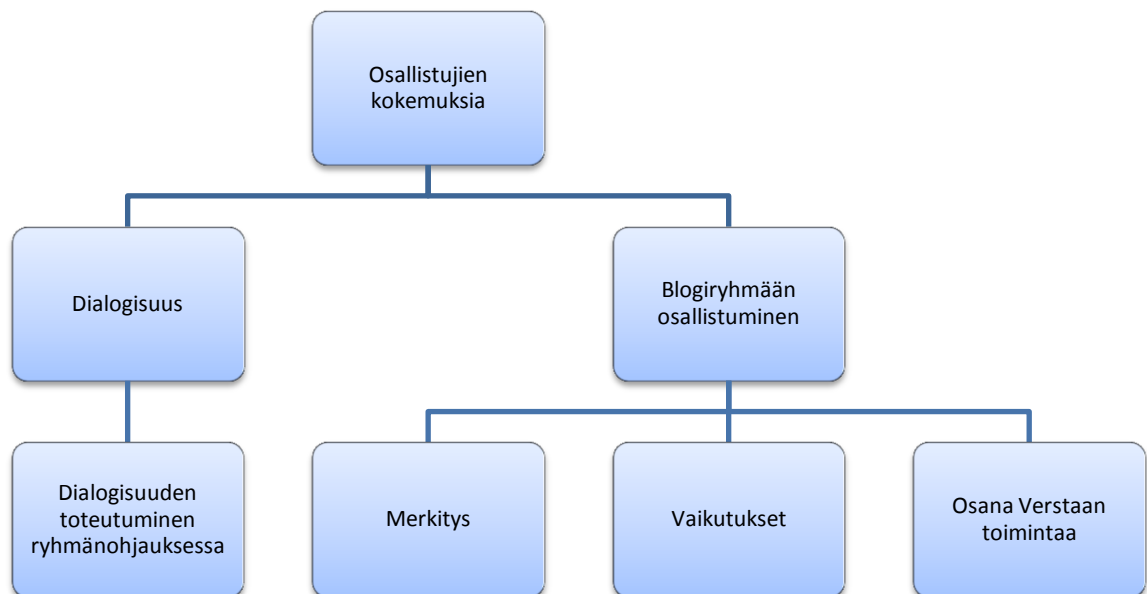 Osallistujien
kokemuksia
Dialogisuus
Blogiryhmään
osallistuminen
Dialogisuuden
toteutuminen
ryhmänohjauksessa
Merkitys
Vaikutukset
Osana Verstaan
toimintaa